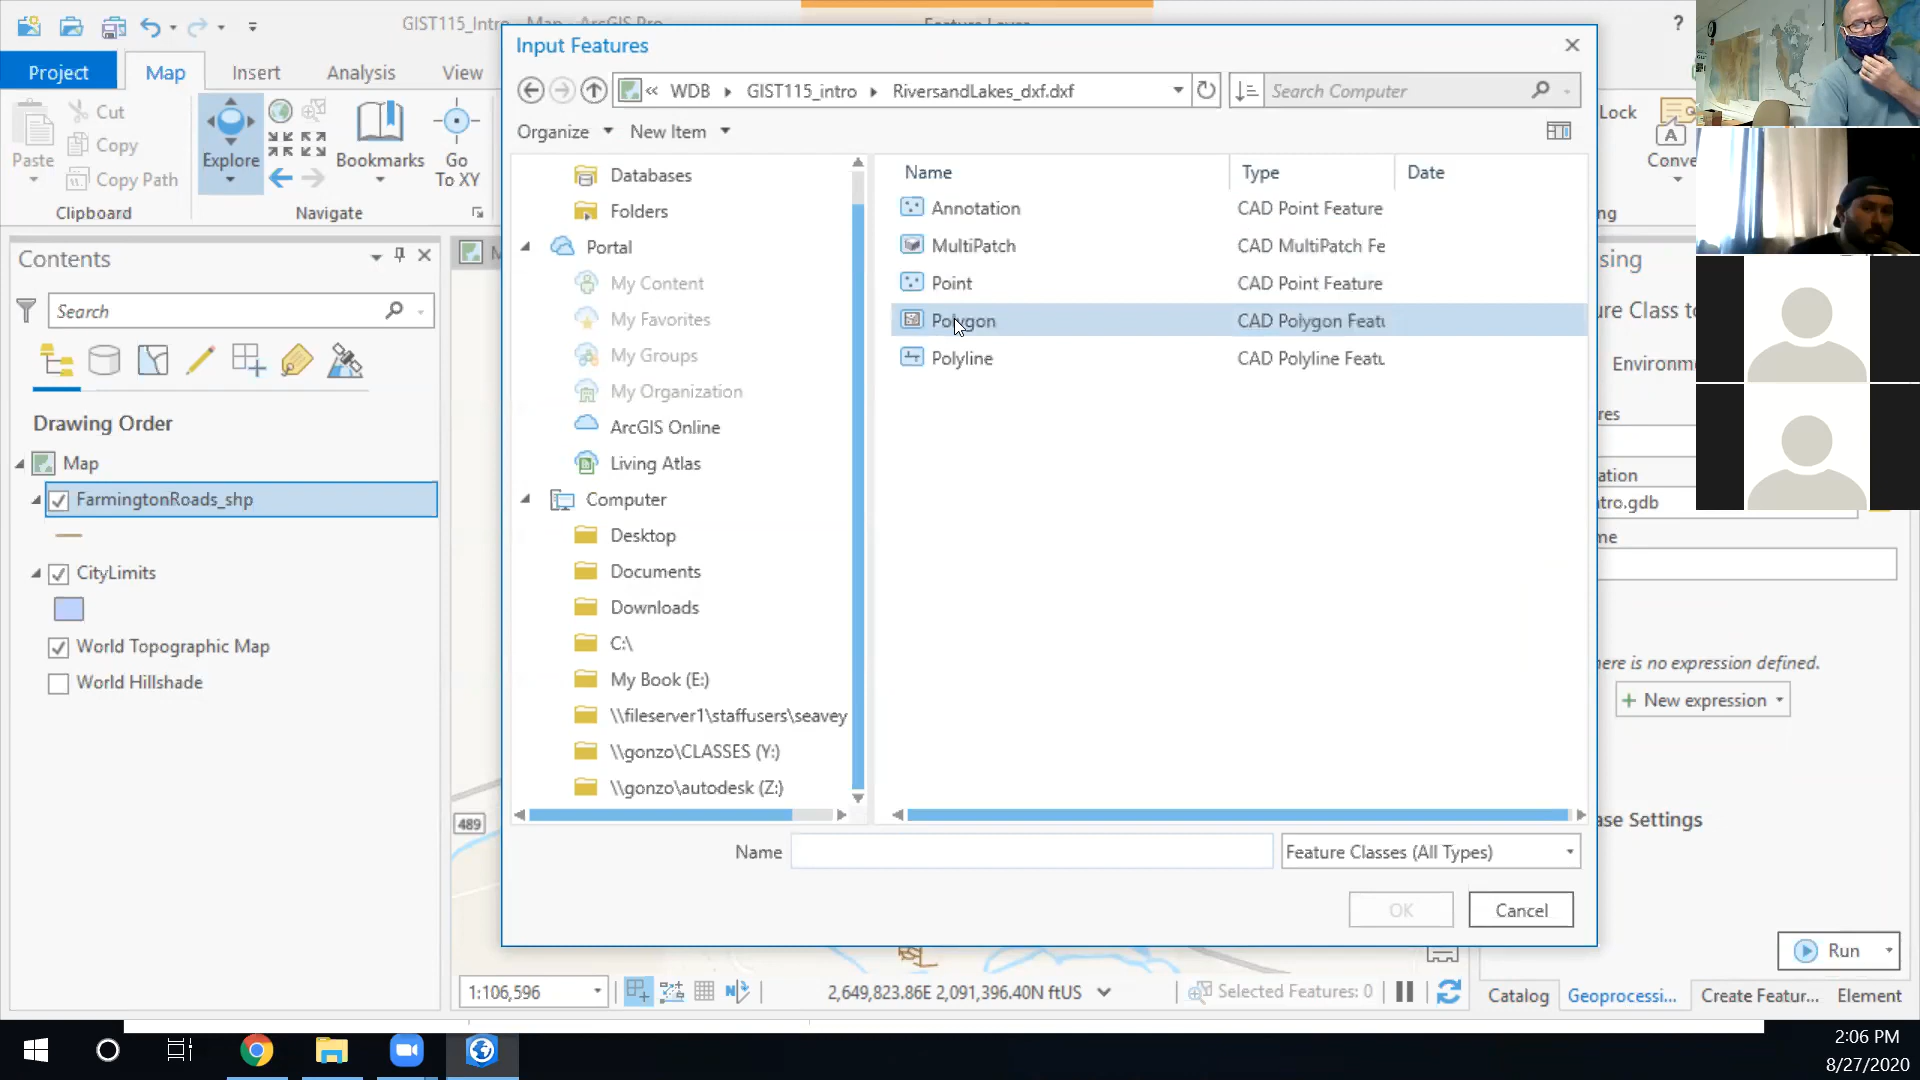 GIST115_Intro - Map - ArcGIS Pro
Feature Layer
?
Project
Map
Insert
Analysis
View
Paste
Cut
Copy
Copy Path
Clipboard
Explore
Bookmarks
Go
To XY
Navigate
Lock
Conve
ng
Contents
Search
Drawing Order
Map
FarmingtonRoads_shp
CityLimits
World Topographic Map
World Hillshade
Input Features
« WDB GIST115_intro RiversandLakes_dxf.dxf
Search Computer
Organize
New Item
Databases
Folders
Portal
My Content
My Favorites
My Groups
My Organization
ArcGIS Online
Living Atlas
Computer
Desktop
Documents
Downloads
C:\
My Book (E:)
\\fileserver1\staffusers\seavey
\\gonzo\CLASSES (Y:)
\\gonzo\autodesk (Z:)
Name Type Date
Annotation CAD Point Feature
MultiPatch CAD MultiPatch Fe
Point CAD Point Feature
Polygon CAD Polygon Featu
Polyline CAD Polyline Featu
Name
Feature Classes (All Types)
OK
Cancel
sing
ure Class to
Environm
res
ation
tro.gdb
me
here is no expression defined.
New expression
ase Settings
Run
489
1:106,596
2,649,823.86E 2,091,396.40N ftUS
Selected Features: 0
Catalog
Geoprocessi...
Create Featur...
Element
2:06 PM
8/27/2020